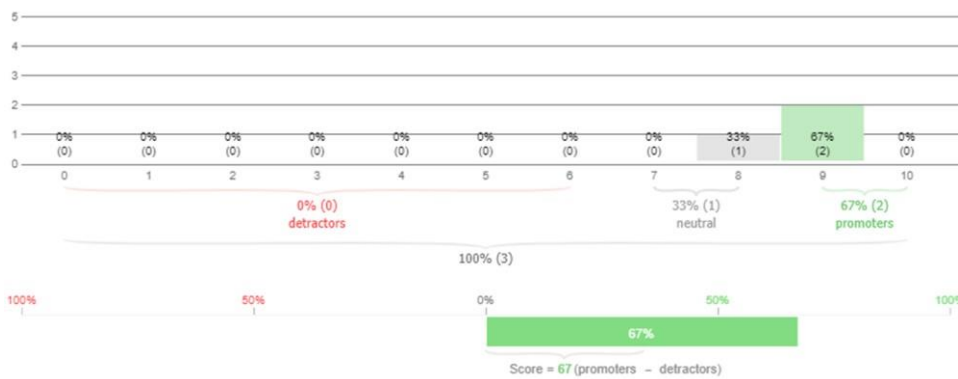 5
4
3
2
1
0
0% 0% 0% 0% 0% 0% 0% 0% 33% 67% 0%
(0) (0) (0) (0) (0) (0) (0) (0) (1) (2) (0)
0 1 2 3 4 5 6 7 8 9 10
0% (0) 33% (1) 67% (2)
detractors neutral promoters
100% (3)
100% 50% 0% 50% 100%
67%
Score = 67 (promoters − detractors)